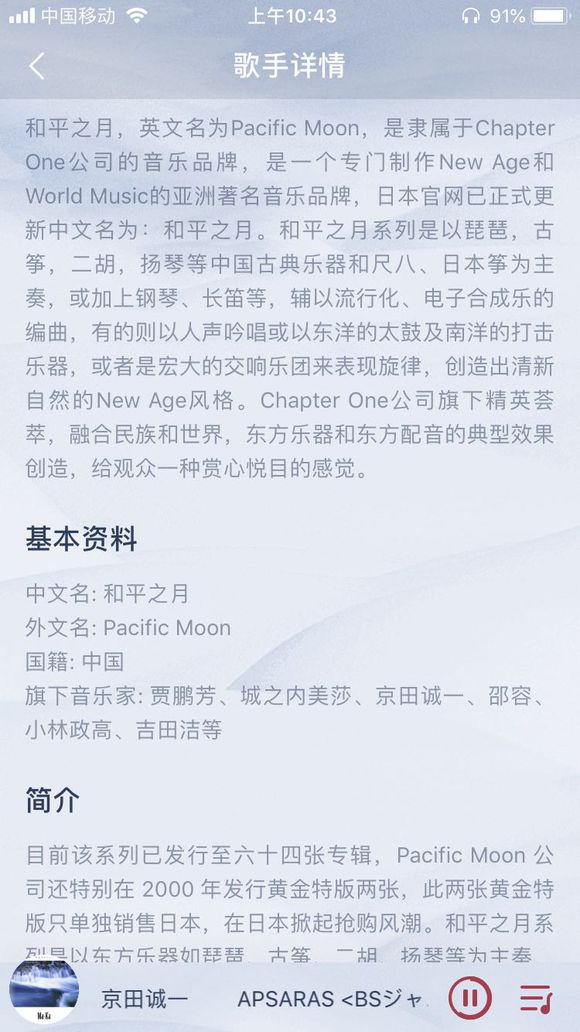 中国移动 上午10:43 91%
歌手详情
和平之月，英文名为Pacific Moon，是隶属于Chapter
One公司的音乐品牌，是一个专门制作New Age和
World Music的亚洲著名音乐品牌，日本官网已正式更
新中文名为：和平之月。和平之月系列是以琵琶，古
筝，二胡，扬琴等中国古典乐器和尺八、日本筝为主
奏，或加上钢琴、长笛等，辅以流行化、电子合成乐的
编曲，有的则以人声吟唱或以东洋的太鼓及南洋的打击
乐器，或者是宏大的交响乐团来表现旋律，创造出清新
自然的New Age风格。Chapter One公司旗下精英荟
萃，融合民族和世界，东方乐器和东方配音的典型效果
创造，给观众一种赏心悦目的感觉。
基本资料
中文名: 和平之月
外文名: Pacific Moon
国籍: 中国
旗下音乐家: 贾鹏芳、城之内美莎、京田诚一、邵容、
小林政高、吉田洁等
简介
目前该系列已发行至六十四张专辑，Pacific Moon 公
司还特别在 2000 年发行黄金特版两张，此两张黄金特
版只单独销售日本，在日本掀起抢购风潮。和平之月系
列是以东方乐器如琵琶、古筝、二胡、扬琴等为主奏，
京田诚一 APSARAS <BSジャ